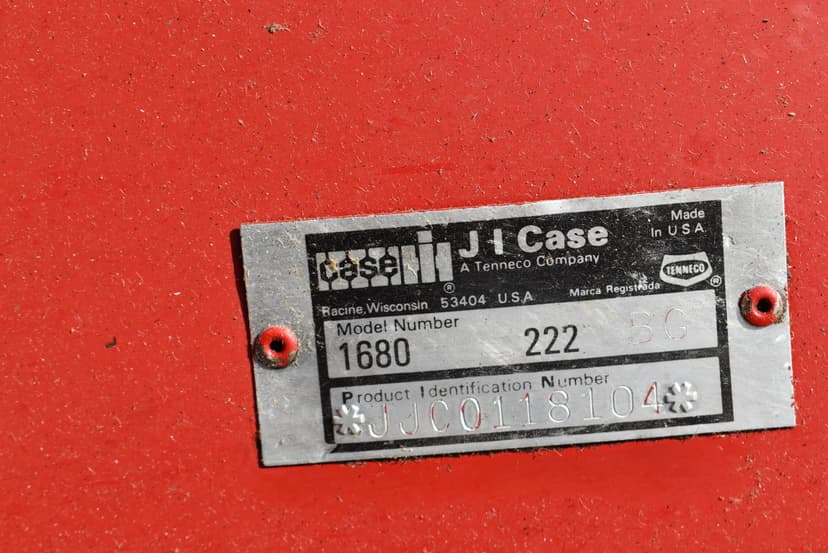 case IH ®
J I Case
A Tenneco Company
Made
In U S A
TENNECO ®
Racine, Wisconsin 53404 U.S.A. Marca Registrada
Model Number
1680 222 BG
Product Identification Number
*JJC0118104*